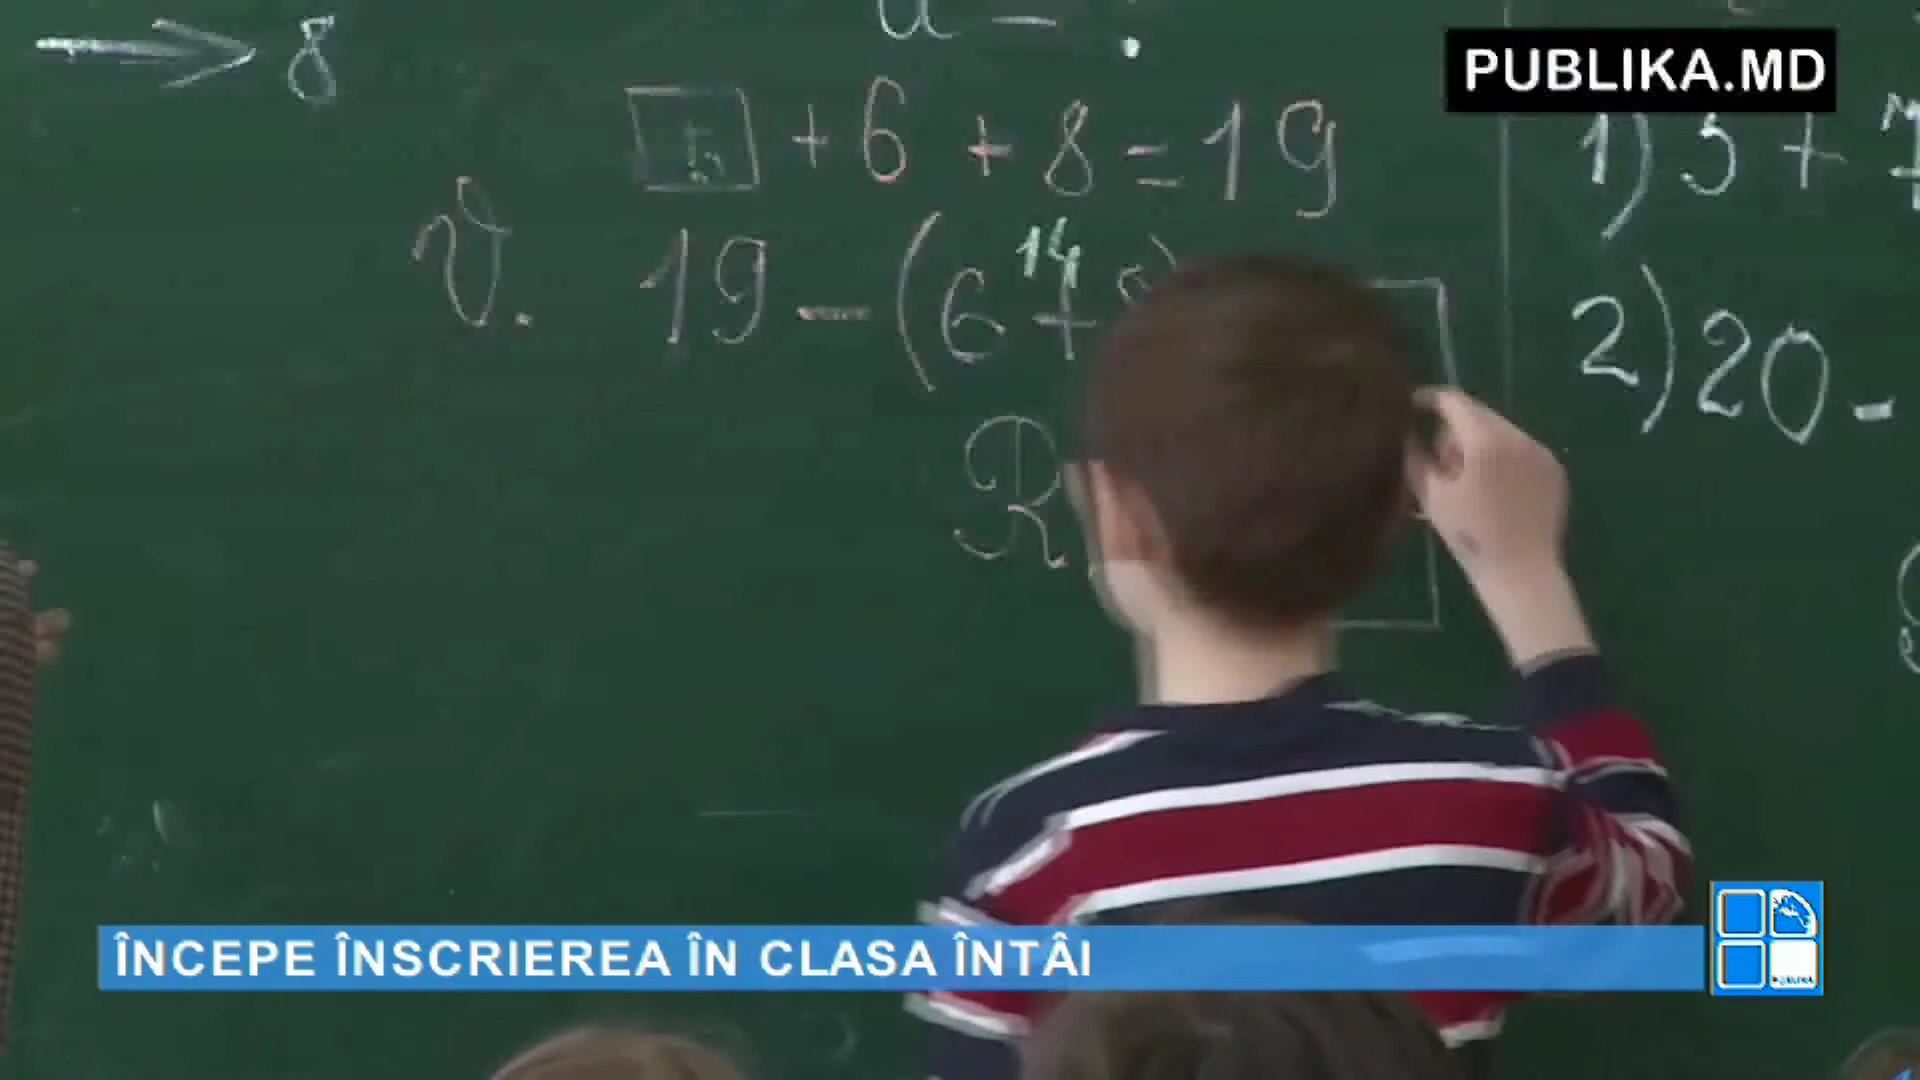 8
PUBLIKA.MD
+ 6 + 8 = 19
1) 5 +
V. 19 - (6 + 8)
14
2) 20 -
R
ÎNCEPE ÎNSCRIEREA ÎN CLASA ÎNTÂI
PUBLIKA